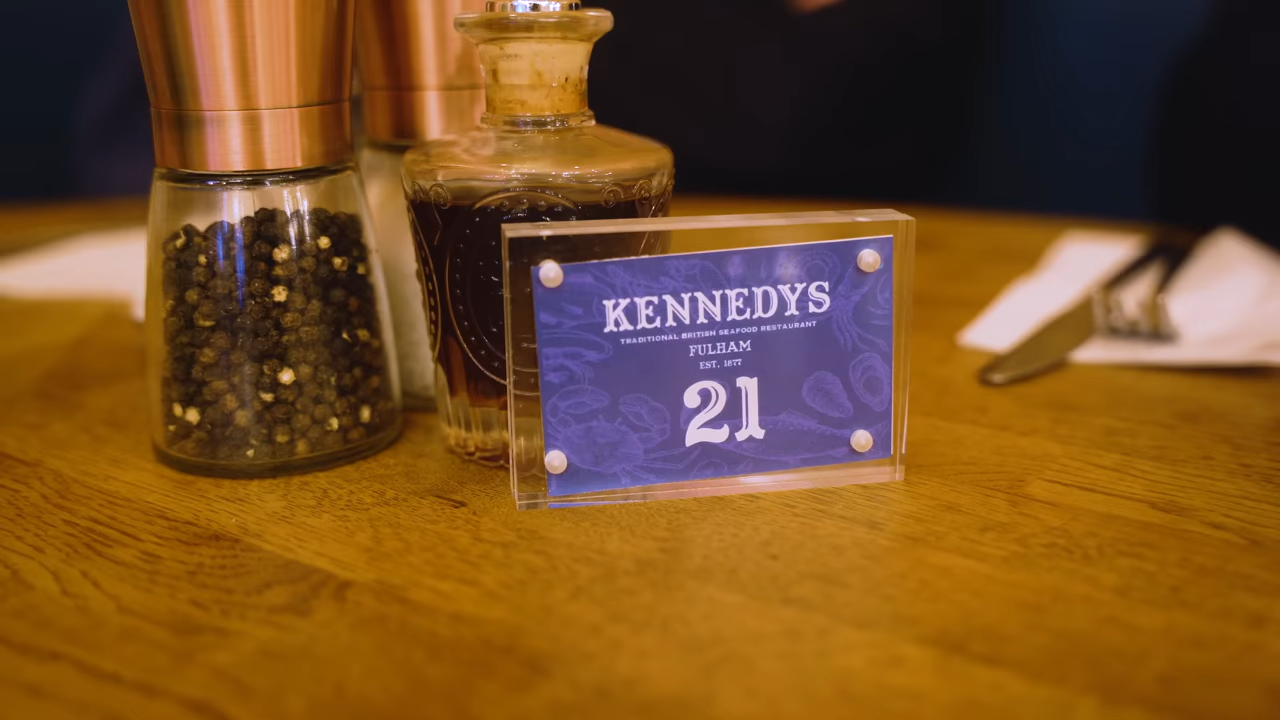 KENNEDYS
TRADITIONAL BRITISH SEAFOOD RESTAURANT
FULHAM
EST. 1877
21